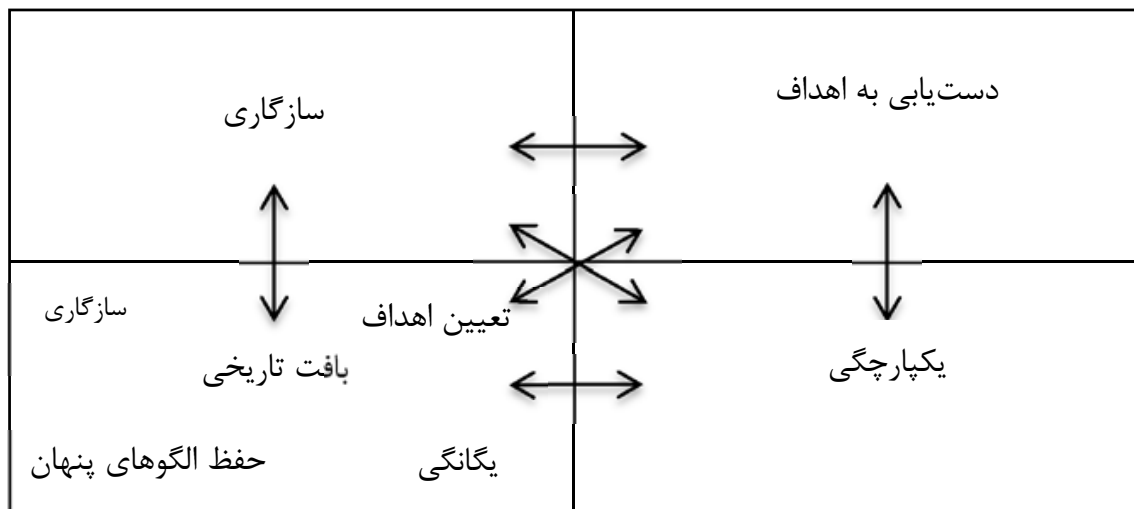 دست‌یابی به اهداف
سازگاری
تعیین اهداف
سازگاری
یکپارچگی
بافت تاریخی
یگانگی
حفظ الگوهای پنهان